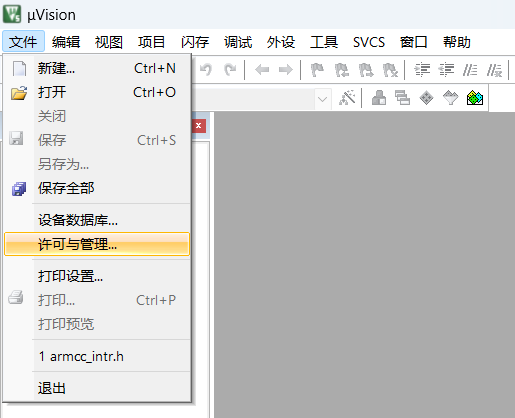 μVision
文件 编辑 视图 项目 闪存 调试 外设 工具 SVCS 窗口 帮助
新建... Ctrl+N
打开 Ctrl+O
关闭
保存 Ctrl+S
另存为...
保存全部
设备数据库...
许可与管理...
打印设置...
打印... Ctrl+P
打印预览
1 armcc_intr.h
退出